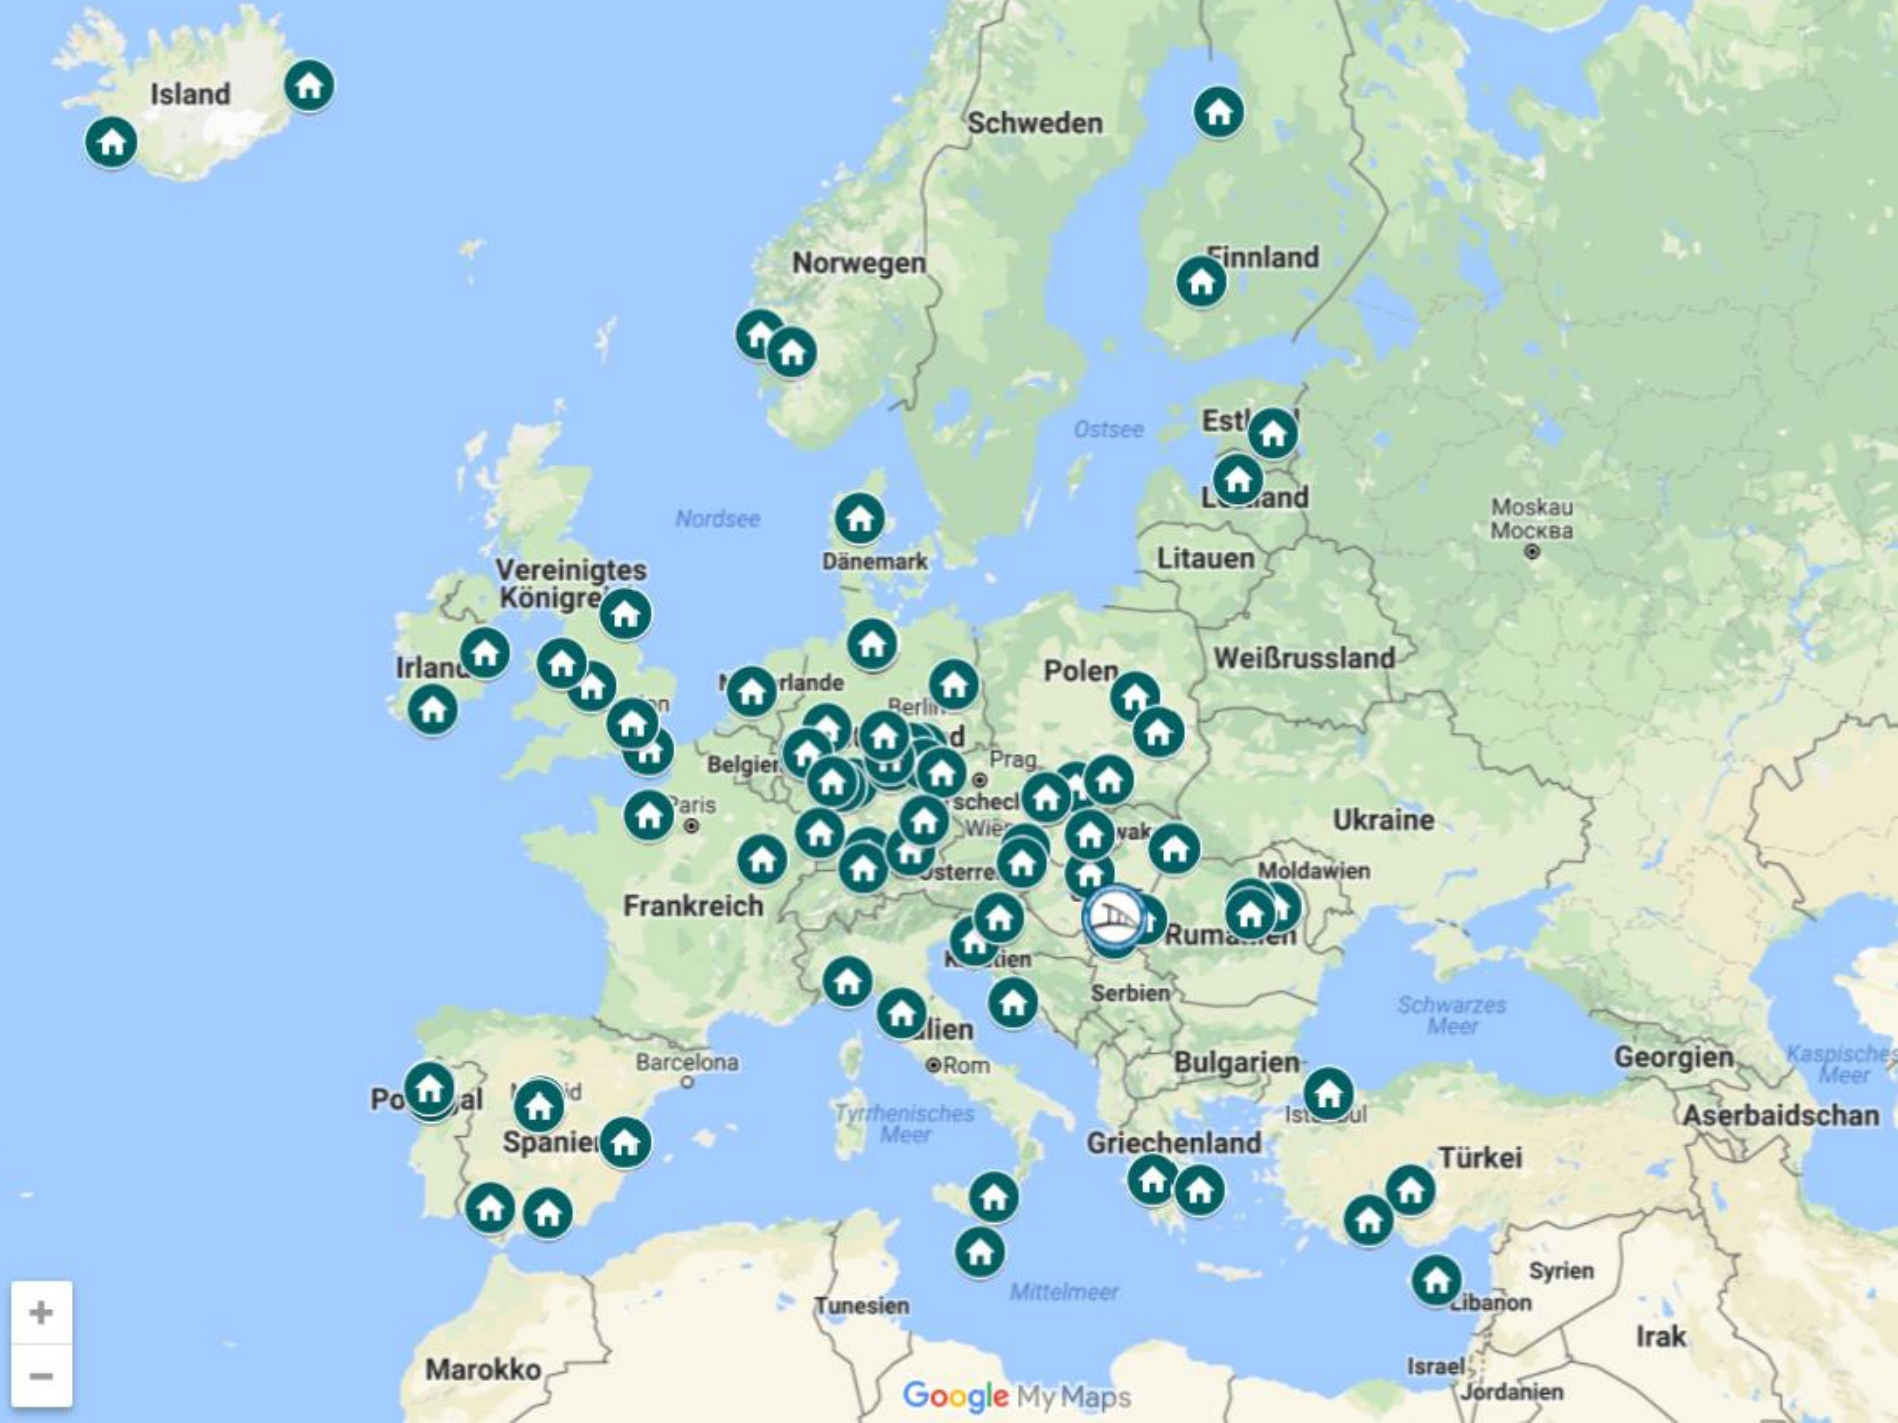 Island
Schweden
Norwegen
Finnland
Ostsee
Nordsee
Moskau
Москва
Dänemark
Litauen
Vereinigtes
Irland
Polen
Weißrussland
Berlin
Prag
Belgien
Paris
Ukraine
Moldawien
Frankreich
Rumänien
Serbien
Schwarzes
Meer
Georgien
Kaspisches
Meer
Barcelona
Rom
Bulgarien
Aserbaidschan
Tyrrhenisches
Meer
Griechenland
Türkei
Spanien
Syrien
Libanon
Mittelmeer
Tunesien
Irak
Israel
Marokko
Jordanien
Google My Maps